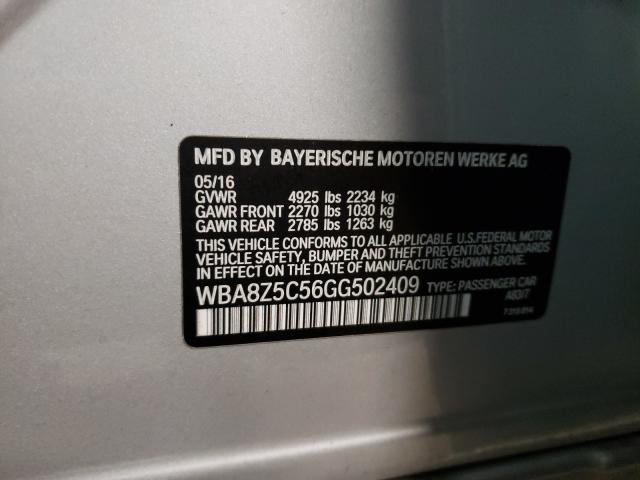 MFD BY BAYERISCHE MOTOREN WERKE AG
05/16
GVWR 4925 lbs 2234 kg
GAWR FRONT 2270 lbs 1030 kg
GAWR REAR 2785 lbs 1263 kg
THIS VEHICLE CONFORMS TO ALL APPLICABLE U.S.FEDERAL MOTOR
VEHICLE SAFETY, BUMPER AND THEFT PREVENTION STANDARDS
IN EFFECT ON THE DATE OF MANUFACTURE SHOWN ABOVE.
WBA8Z5C56GG502409 TYPE: PASSENGER CAR
A83/7